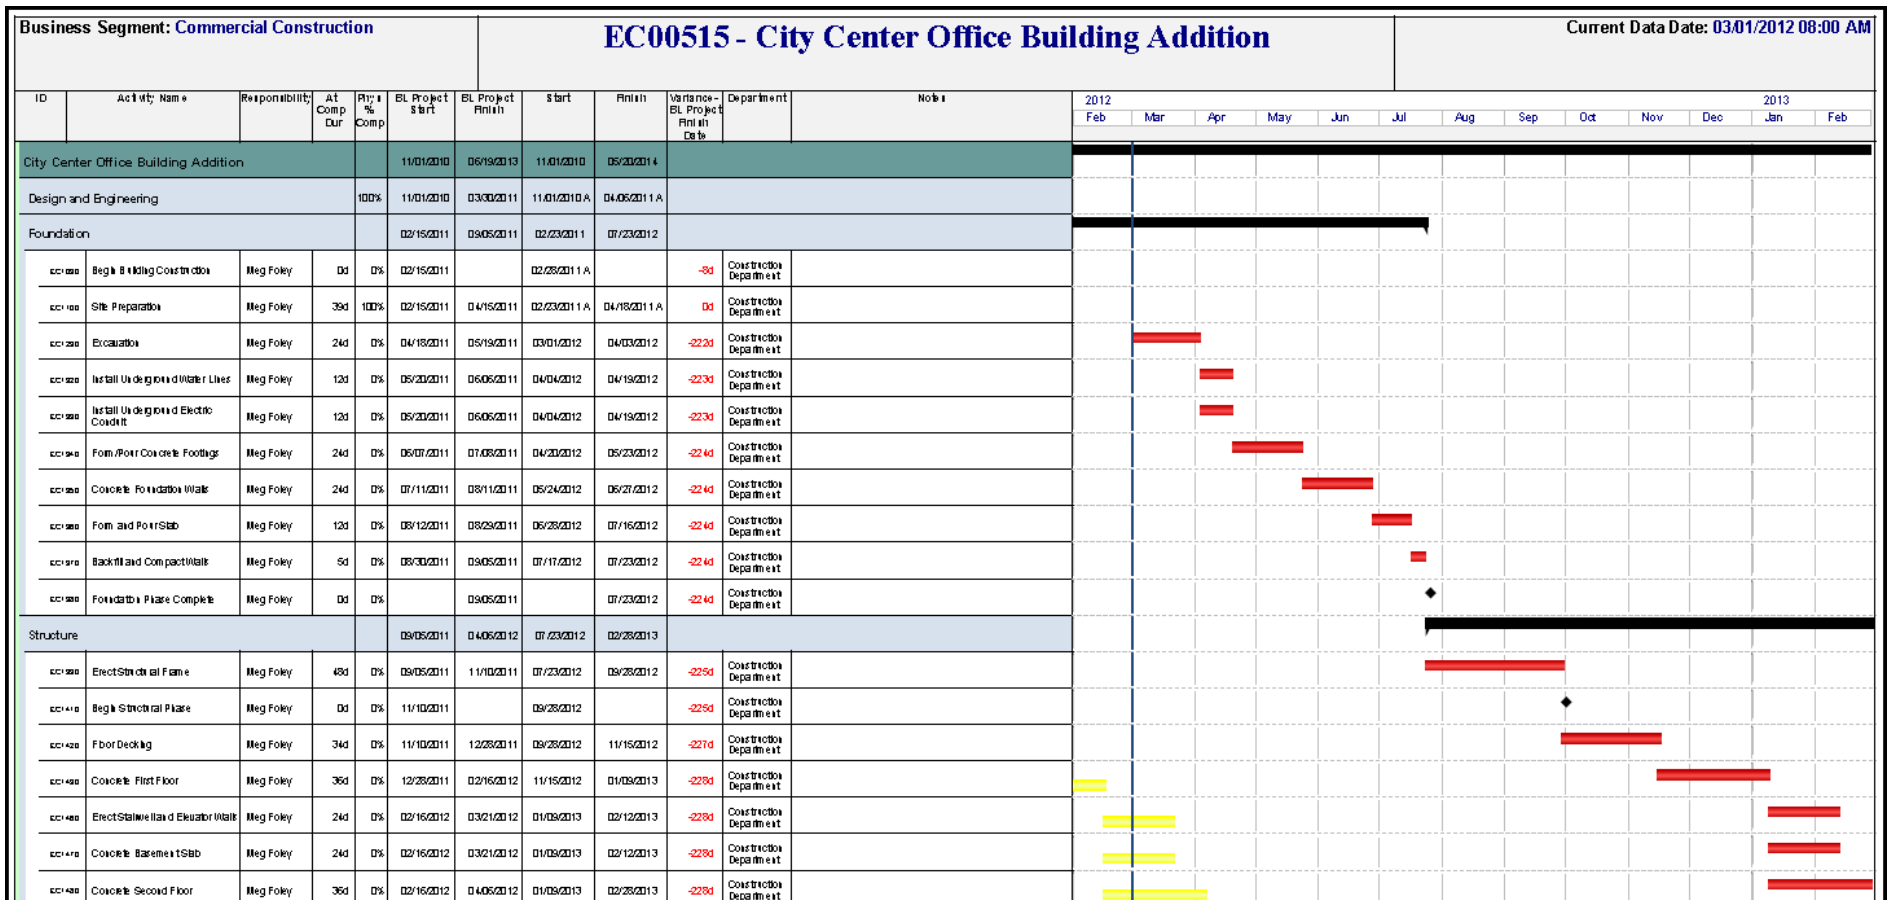 Business Segment: Commercial Construction
EC00515 - City Center Office Building Addition
Current Data Date: 03/01/2012 08:00 AM
ID Activity Name Responsibility At Comp Dur Phys % Comp BL Project Start BL Project Finish Start Finish Variance - BL Project Finish Date Department Notes
2012 2013
Feb Mar Apr May Jun Jul Aug Sep Oct Nov Dec Jan Feb
City Center Office Building Addition 11/01/2010 06/19/2013 11/01/2010 05/20/2014
Design and Engineering 100% 11/01/2010 03/30/2011 11/01/2010 A 04/06/2011 A
Foundation 02/15/2011 09/05/2011 02/23/2011 07/23/2012
Begin Building Construction Meg Foley 0d 0% 02/15/2011 02/28/2011 A -8d Construction Department
Site Preparation Meg Foley 39d 100% 02/15/2011 04/15/2011 02/23/2011 A 04/18/2011 A 0d Construction Department
Excavation Meg Foley 24d 0% 04/18/2011 05/19/2011 03/01/2012 04/03/2012 -222d Construction Department
Install Underground Water Lines Meg Foley 12d 0% 05/20/2011 06/06/2011 04/04/2012 04/19/2012 -223d Construction Department
Install Underground Electric Conduit Meg Foley 12d 0% 05/20/2011 06/06/2011 04/04/2012 04/19/2012 -223d Construction Department
Form/Pour Concrete Footings Meg Foley 24d 0% 06/07/2011 07/08/2011 04/20/2012 05/23/2012 -224d Construction Department
Concrete Foundation Walls Meg Foley 24d 0% 07/11/2011 08/11/2011 05/24/2012 06/27/2012 -224d Construction Department
Form and Pour Slab Meg Foley 12d 0% 08/12/2011 08/29/2011 06/28/2012 07/16/2012 -224d Construction Department
Backfill and Compact Walls Meg Foley 5d 0% 08/30/2011 09/05/2011 07/17/2012 07/23/2012 -224d Construction Department
Foundation Phase Complete Meg Foley 0d 0% 09/05/2011 07/23/2012 -224d Construction Department
Structure 09/05/2011 04/06/2012 07/23/2012 02/28/2013
Erect Structural Frame Meg Foley 48d 0% 09/05/2011 11/10/2011 07/23/2012 09/28/2012 -225d Construction Department
Begin Structural Phase Meg Foley 0d 0% 11/10/2011 09/28/2012 -225d Construction Department
Floor Decking Meg Foley 34d 0% 11/10/2011 12/28/2011 09/28/2012 11/15/2012 -227d Construction Department
Concrete First Floor Meg Foley 36d 0% 12/28/2011 02/16/2012 11/15/2012 01/09/2013 -228d Construction Department
Erect Stairwell and Elevator Walls Meg Foley 24d 0% 02/16/2012 03/21/2012 01/09/2013 02/12/2013 -228d Construction Department
Concrete Basement Slab Meg Foley 24d 0% 02/16/2012 03/21/2012 01/09/2013 02/12/2013 -228d Construction Department
Concrete Second Floor Meg Foley 36d 0% 02/16/2012 04/06/2012 01/09/2013 02/28/2013 -228d Construction Department